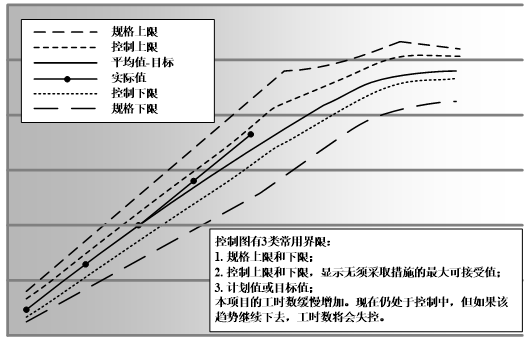 规格上限
控制上限
平均值-目标
实际值
控制下限
规格下限
控制图有3类常用界限：
1. 规格上限和下限；
2. 控制上限和下限，显示无须采取措施的最大可接受值；
3. 计划值或目标值；
本项目的工时数缓慢增加。现在仍处于控制中，但如果该
趋势继续下去，工时数将会失控。